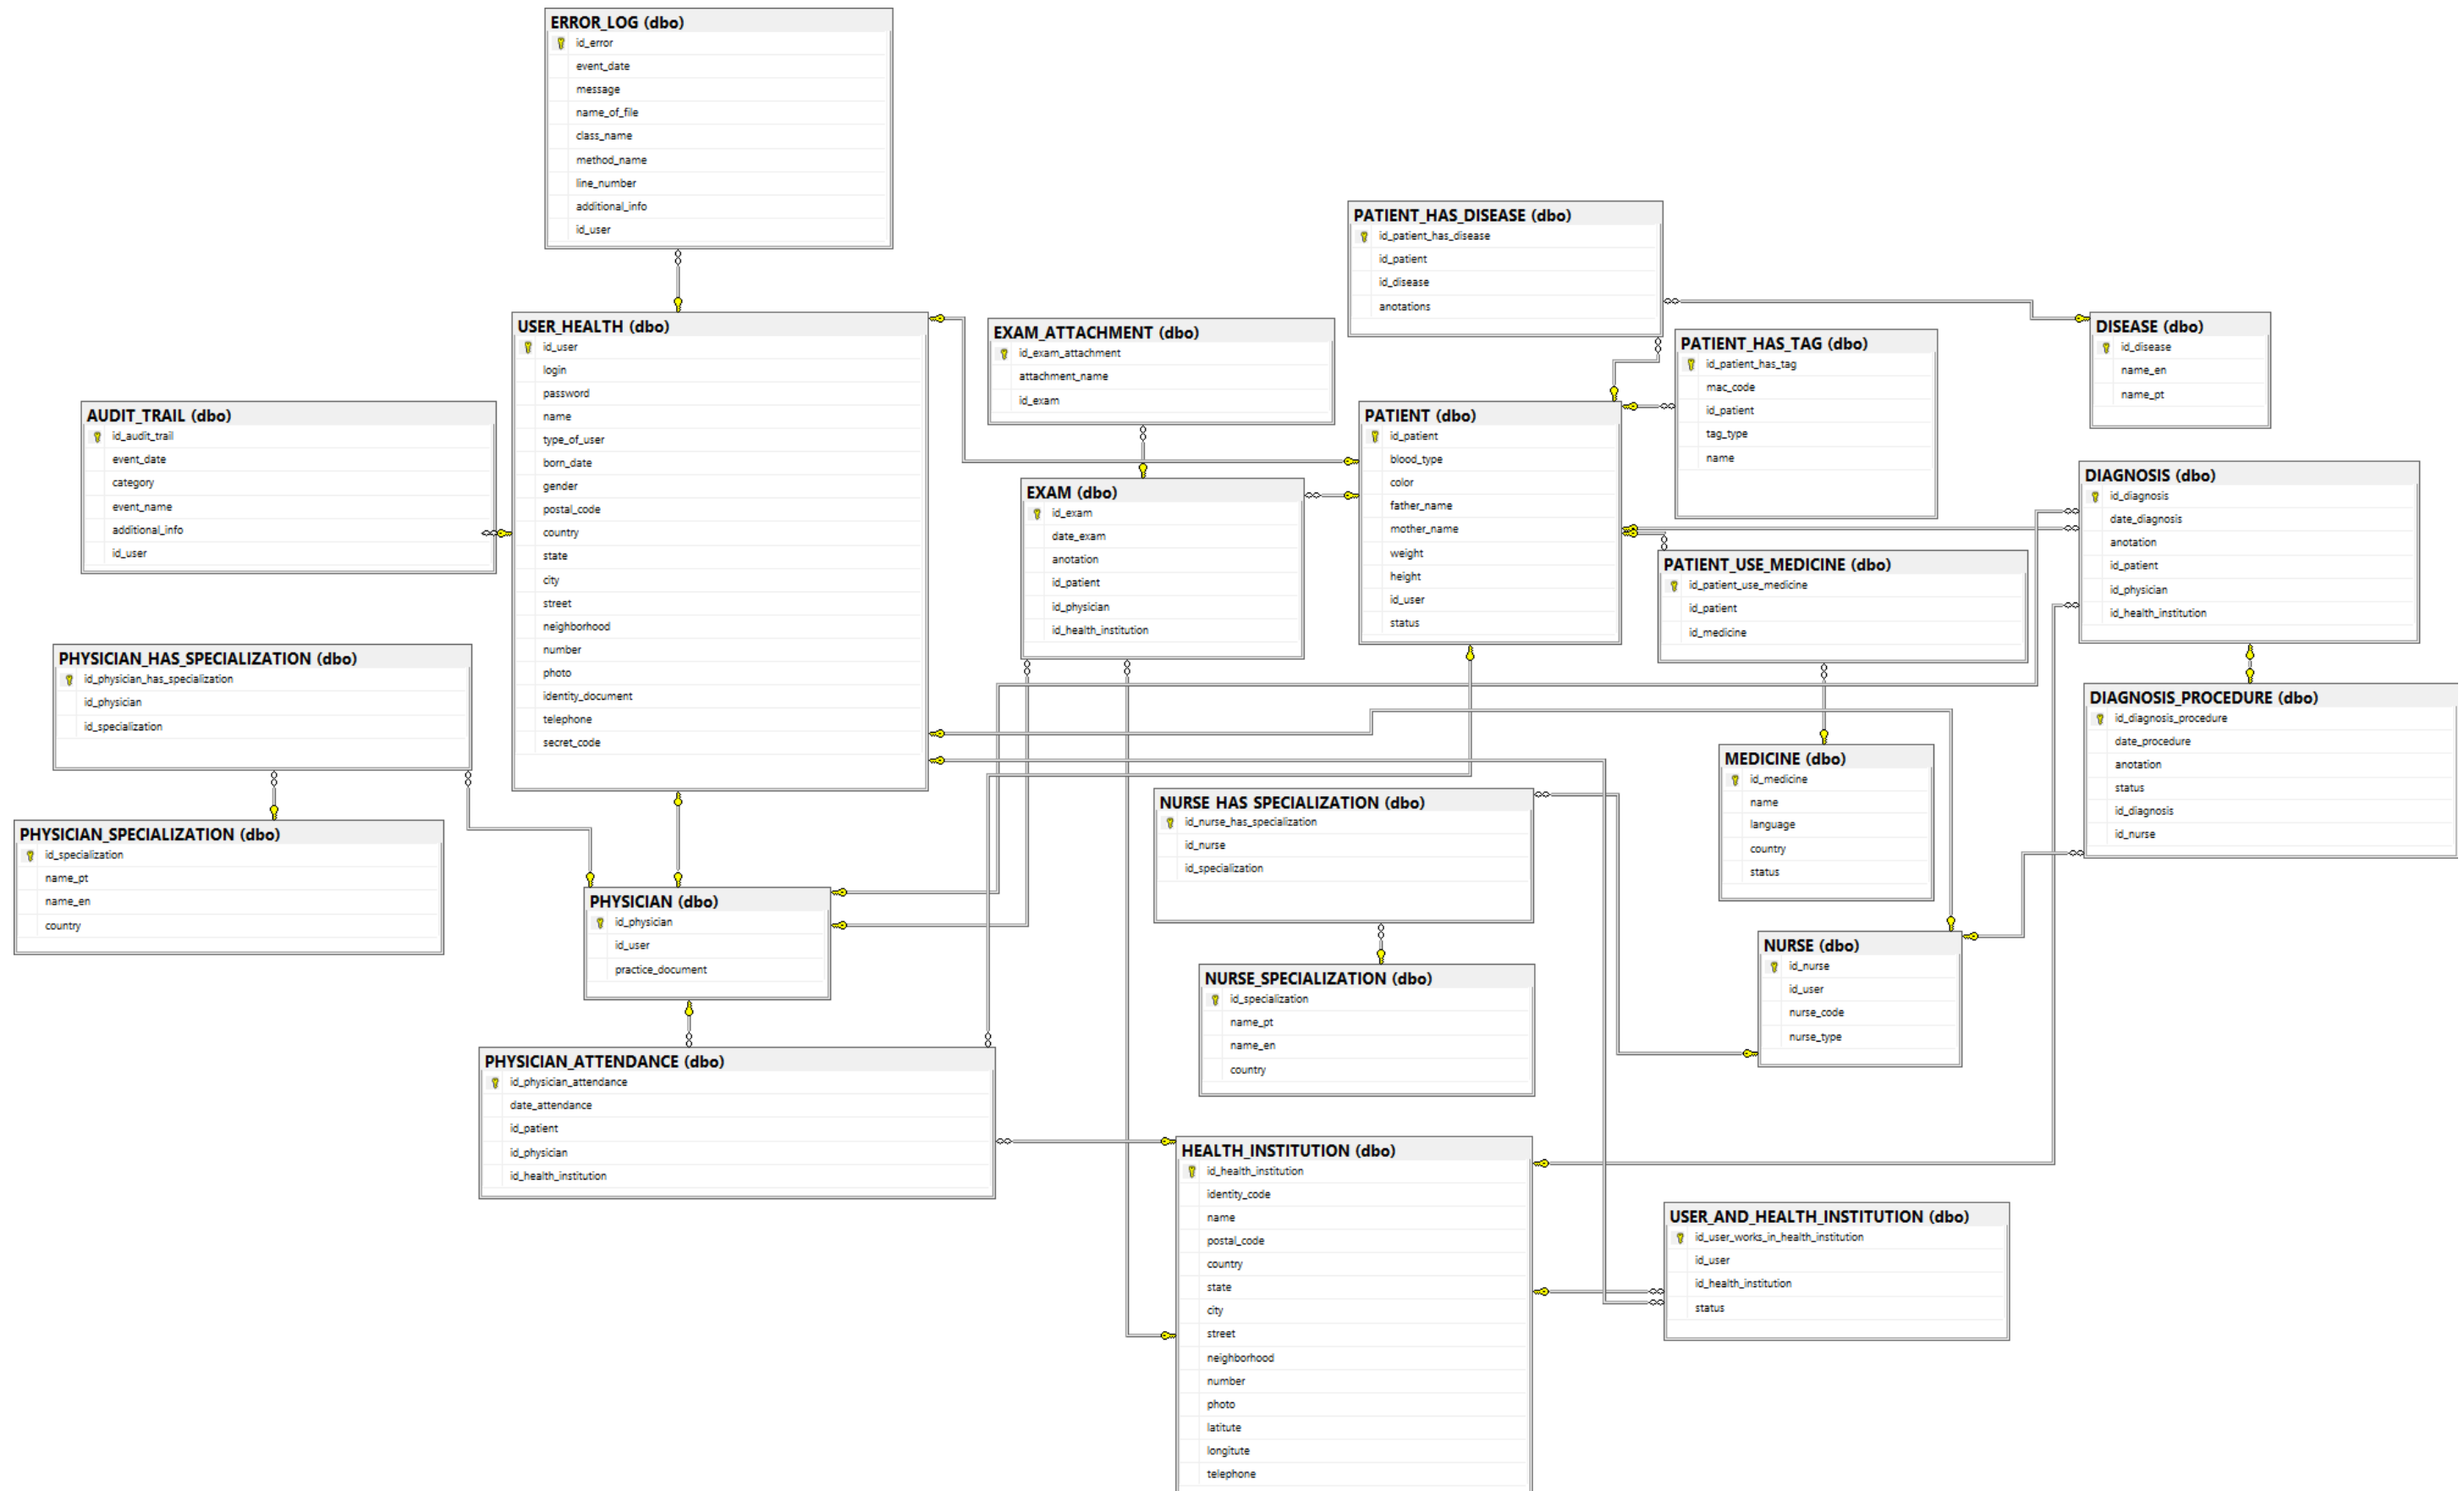 ERROR_LOG (dbo)
id_error
event_date
message
name_of_file
class_name
method_name
line_number
additional_info
id_user
PATIENT_HAS_DISEASE (dbo)
id_patient_has_disease
id_patient
id_disease
anotations
USER_HEALTH (dbo)
id_user
login
password
name
type_of_user
born_date
gender
postal_code
country
state
city
street
neighborhood
number
photo
identity_document
telephone
secret_code
EXAM_ATTACHMENT (dbo)
id_exam_attachment
attachment_name
id_exam
PATIENT_HAS_TAG (dbo)
id_patient_has_tag
mac_code
id_patient
tag_type
name
DISEASE (dbo)
id_disease
name_en
name_pt
AUDIT_TRAIL (dbo)
id_audit_trail
event_date
category
event_name
additional_info
id_user
PATIENT (dbo)
id_patient
blood_type
color
father_name
mother_name
weight
height
id_user
status
EXAM (dbo)
id_exam
date_exam
anotation
id_patient
id_physician
id_health_institution
DIAGNOSIS (dbo)
id_diagnosis
date_diagnosis
anotation
id_patient
id_physician
id_health_institution
PATIENT_USE_MEDICINE (dbo)
id_patient_use_medicine
id_patient
id_medicine
PHYSICIAN_HAS_SPECIALIZATION (dbo)
id_physician_has_specialization
id_physician
id_specialization
DIAGNOSIS_PROCEDURE (dbo)
id_diagnosis_procedure
date_procedure
anotation
status
id_diagnosis
id_nurse
MEDICINE (dbo)
id_medicine
name
language
country
status
NURSE_HAS_SPECIALIZATION (dbo)
id_nurse_has_specialization
id_nurse
id_specialization
PHYSICIAN_SPECIALIZATION (dbo)
id_specialization
name_pt
name_en
country
PHYSICIAN (dbo)
id_physician
id_user
practice_document
NURSE (dbo)
id_nurse
id_user
nurse_code
nurse_type
NURSE_SPECIALIZATION (dbo)
id_specialization
name_pt
name_en
country
PHYSICIAN_ATTENDANCE (dbo)
id_physician_attendance
date_attendance
id_patient
id_physician
id_health_institution
HEALTH_INSTITUTION (dbo)
id_health_institution
identity_code
name
postal_code
country
state
city
street
neighborhood
number
photo
latitute
longitute
telephone
USER_AND_HEALTH_INSTITUTION (dbo)
id_user_works_in_health_institution
id_user
id_health_institution
status